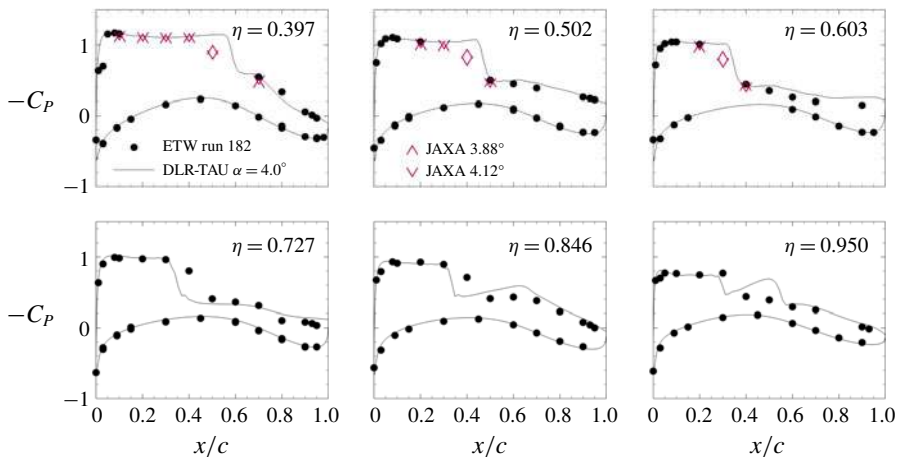 η = 0.397
η = 0.502
η = 0.603
1
0
−1
−C_P
ETW run 182
DLR-TAU α = 4.0°
JAXA 3.88°
JAXA 4.12°
η = 0.727
η = 0.846
η = 0.950
1
0
−1
−C_P
0 0.2 0.4 0.6 0.8 1.0
0 0.2 0.4 0.6 0.8 1.0
0 0.2 0.4 0.6 0.8 1.0
x/c
x/c
x/c